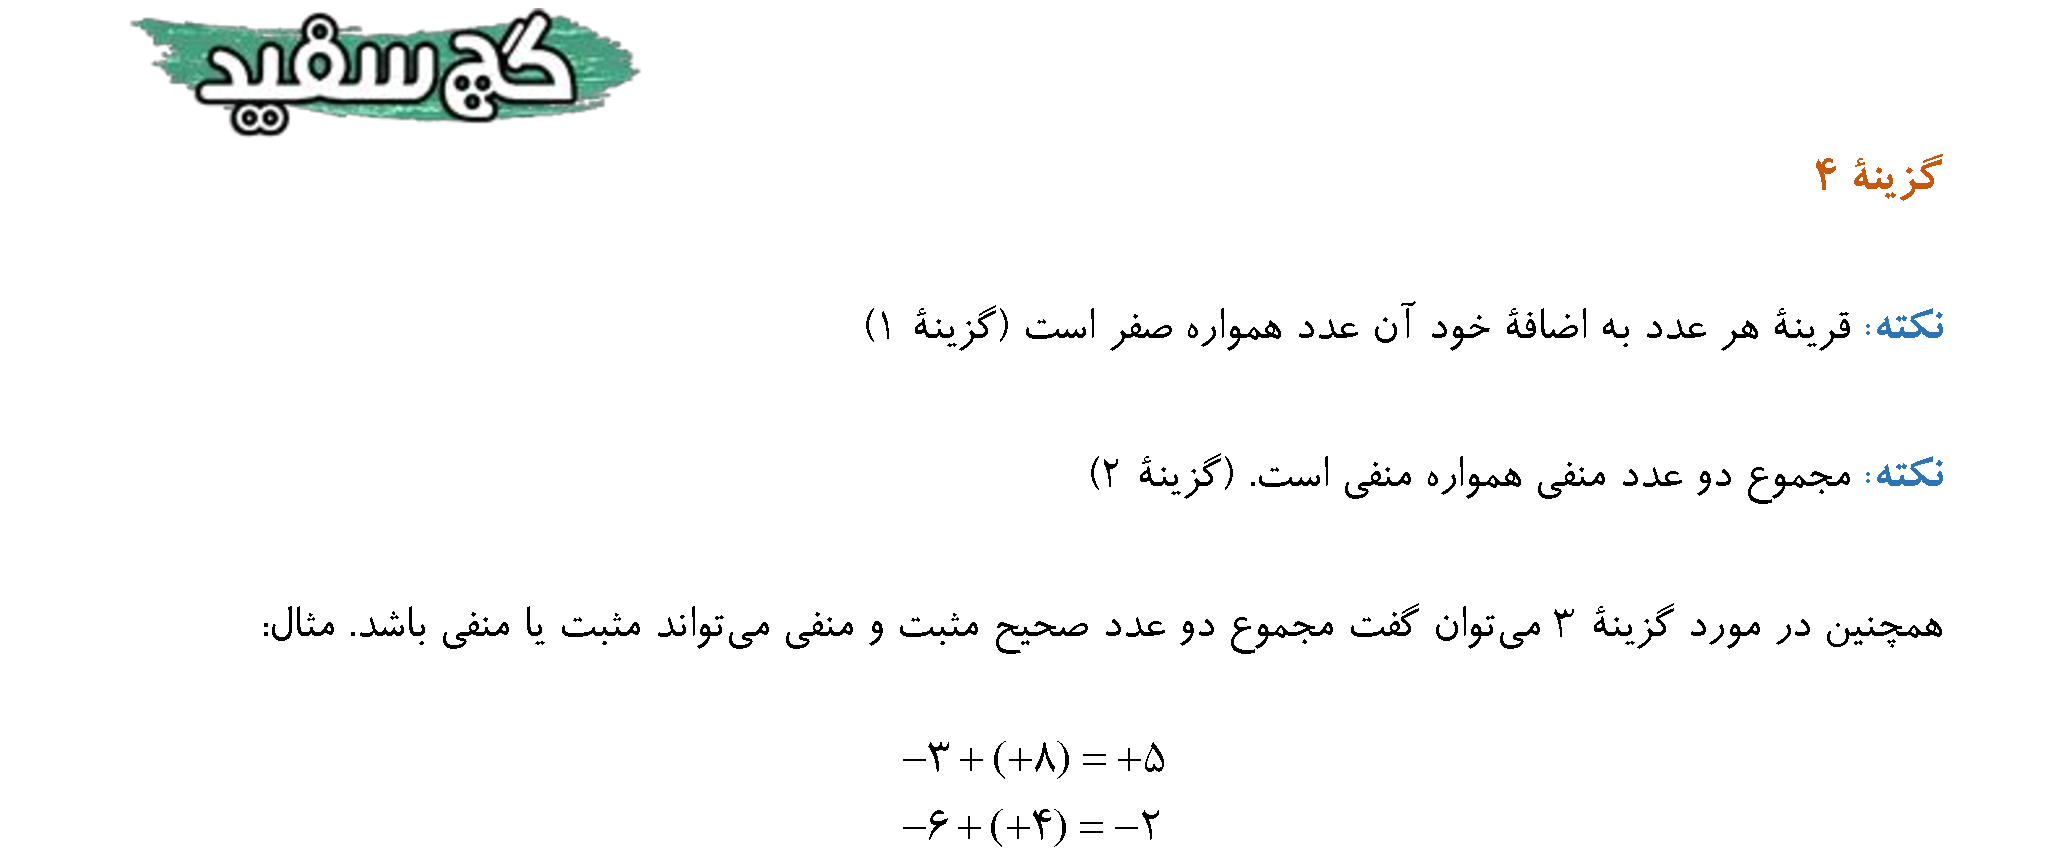 گچ سفید
گزینهٔ ۴
نکته: قرینهٔ هر عدد به اضافهٔ خود آن عدد همواره صفر است (گزینهٔ ۱)
نکته: مجموع دو عدد منفی همواره منفی است. (گزینهٔ ۲)
همچنین در مورد گزینهٔ ۳ می‌توان گفت مجموع دو عدد صحیح مثبت و منفی می‌تواند مثبت یا منفی باشد. مثال:
−۳ + (+۸) = +۵
−۶ + (+۴) = −۲